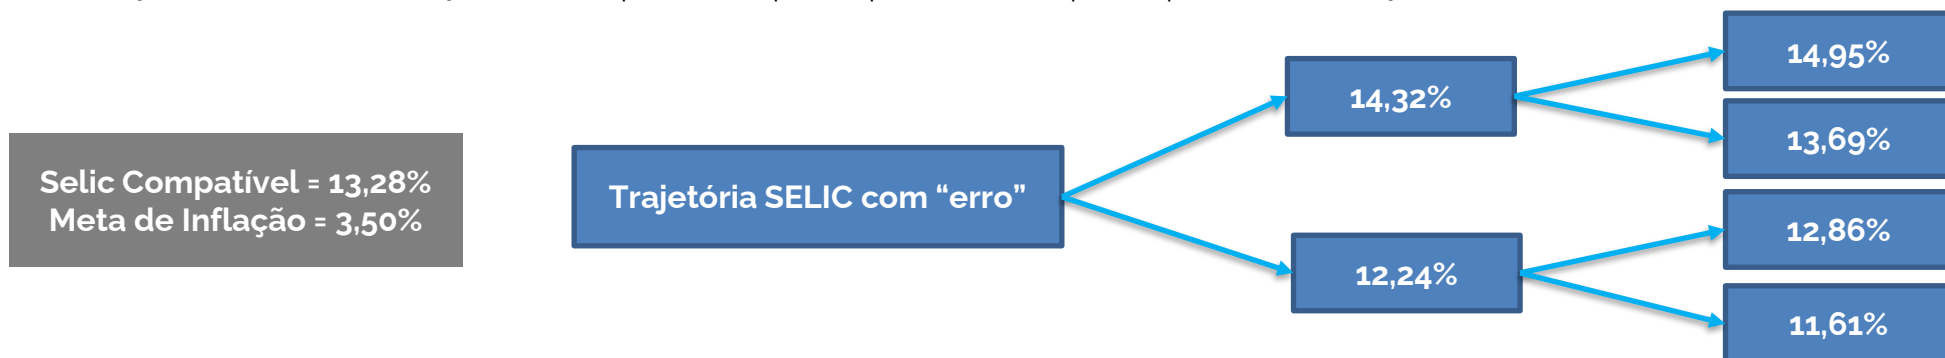 Selic Compatível = 13,28%
Meta de Inflação = 3,50%
Trajetória SELIC com “erro”
14,32%
12,24%
14,95%
13,69%
12,86%
11,61%